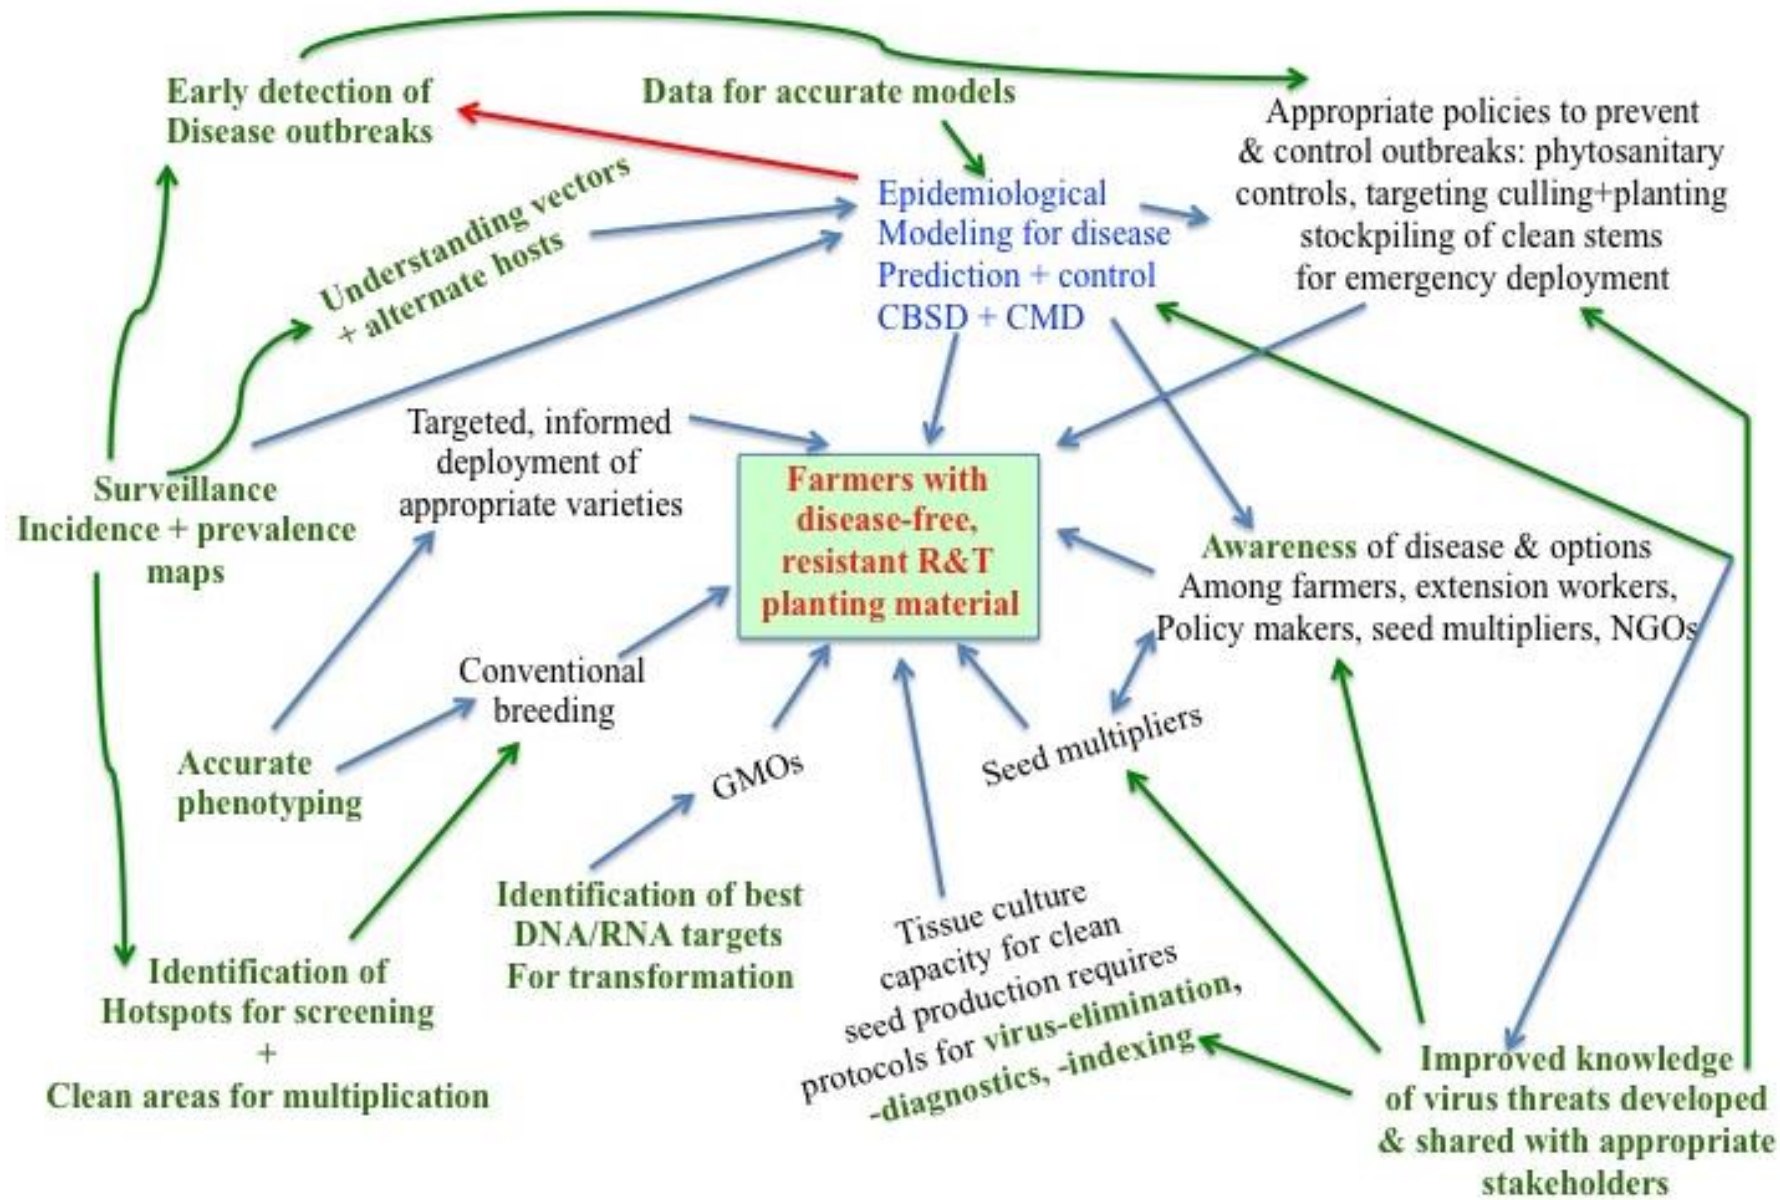 Early detection of
Disease outbreaks
Data for accurate models
Appropriate policies to prevent
& control outbreaks: phytosanitary
controls, targeting culling+planting
stockpiling of clean stems
for emergency deployment
Understanding vectors
+ alternate hosts
Epidemiological
Modeling for disease
Prediction + control
CBSD + CMD
Targeted, informed
deployment of
appropriate varieties
Surveillance
Incidence + prevalence
maps
Farmers with
disease-free,
resistant R&T
planting material
Awareness of disease & options
Among farmers, extension workers,
Policy makers, seed multipliers, NGOs
Conventional
breeding
Accurate
phenotyping
GMOs
Seed multipliers
Identification of best
DNA/RNA targets
For transformation
Tissue culture
capacity for clean
seed production requires
protocols for virus-elimination,
-diagnostics, -indexing
Identification of
Hotspots for screening
+
Clean areas for multiplication
Improved knowledge
of virus threats developed
& shared with appropriate
stakeholders